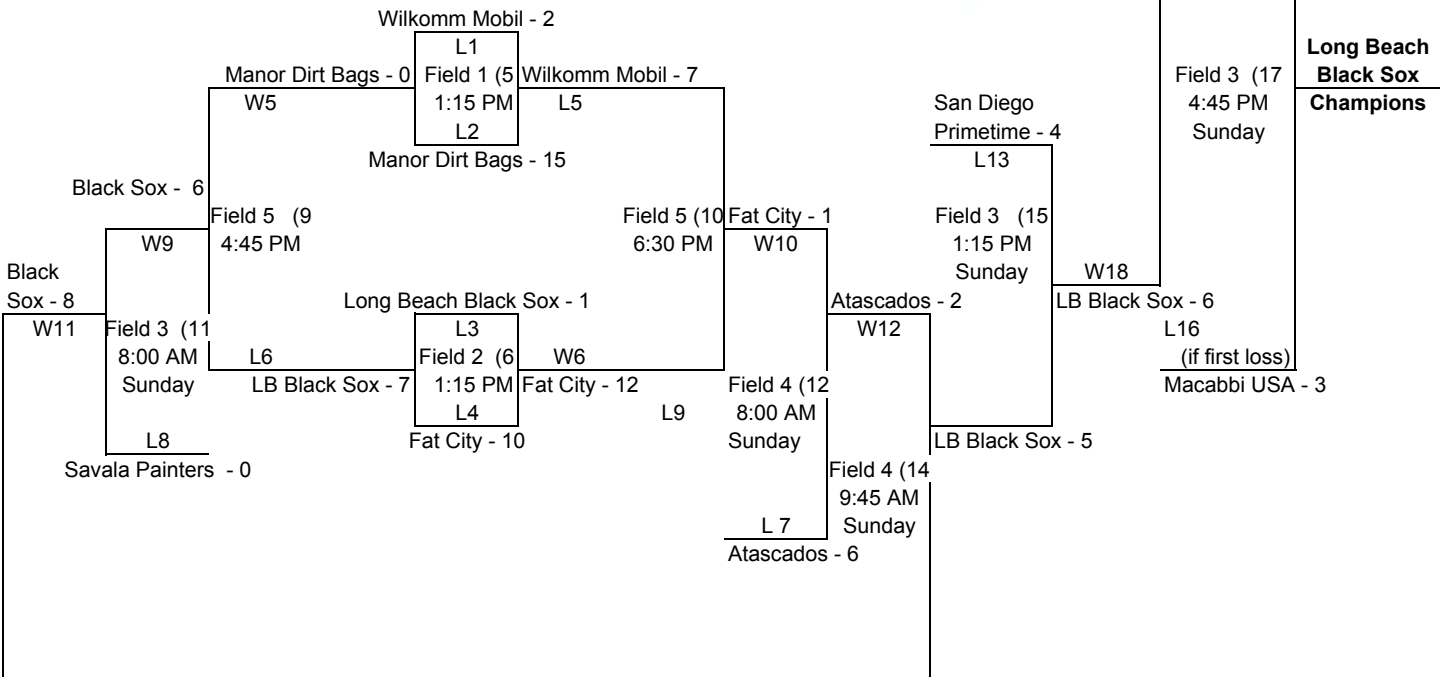 Wilkomm Mobil - 2
L1
Long Beach
Manor Dirt Bags - 0
Field 1 (5
Wilkomm Mobil - 7
Field 3 (17
Black Sox
W5
1:15 PM
L5
San Diego
4:45 PM
Champions
L2
Primetime - 4
Sunday
Manor Dirt Bags - 15
L13
Black Sox - 6
Field 5 (9
Field 5 (10
Fat City - 1
Field 3 (15
W9
4:45 PM
6:30 PM
W10
1:15 PM
Black
Sunday
W18
Sox - 8
Long Beach Black Sox - 1
Atascados - 2
LB Black Sox - 6
W11
Field 3 (11
L3
W12
L16
8:00 AM
L6
Field 2 (6
W6
(if first loss)
Sunday
LB Black Sox - 7
1:15 PM
Fat City - 12
Field 4 (12
Macabbi USA - 3
L4
L9
8:00 AM
L8
Fat City - 10
Sunday
LB Black Sox - 5
Savala Painters - 0
Field 4 (14
9:45 AM
L 7
Sunday
Atascados - 6